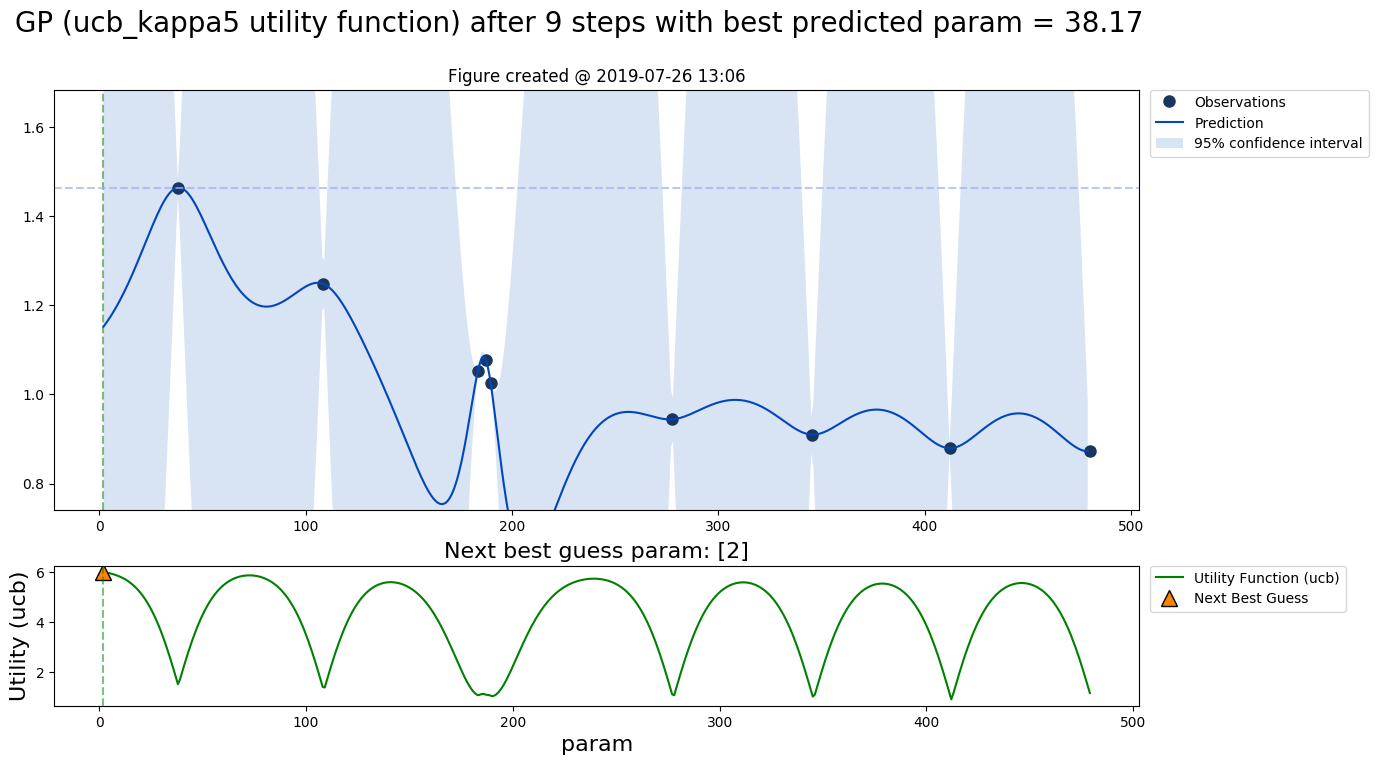 GP (ucb_kappa5 utility function) after 9 steps with best predicted param = 38.17
Figure created @ 2019-07-26 13:06
1.6
1.4
1.2
1.0
0.8
0
100
200
300
400
500
Observations
Prediction
95% confidence interval
Next best guess param: [2]
Utility (ucb)
6
4
2
0
100
200
300
400
500
param
Utility Function (ucb)
Next Best Guess